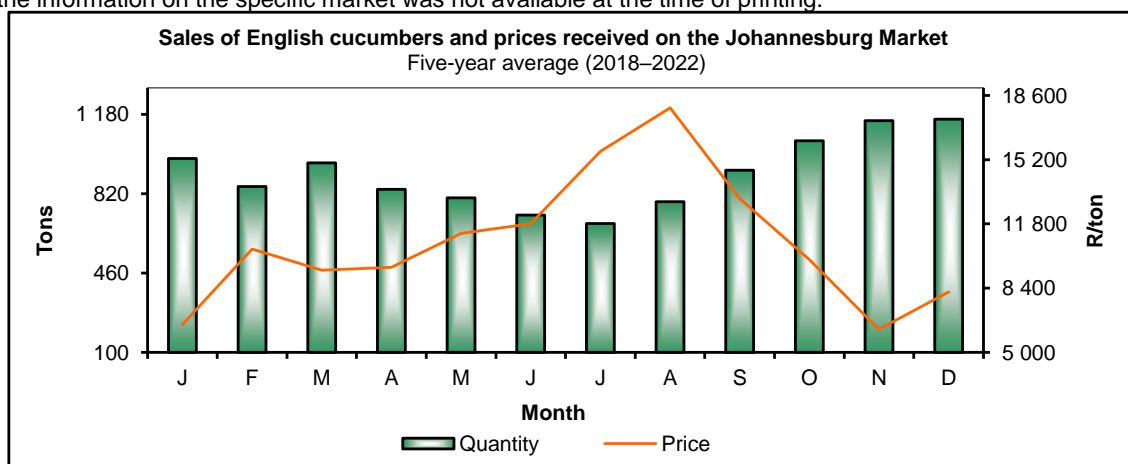 the information on the specific market was not available at the time of printing.
Sales of English cucumbers and prices received on the Johannesburg Market
Five-year average (2018–2022)
1 180
820
460
100
Tons
18 600
15 200
11 800
8 400
5 000
R/ton
J F M A M J J A S O N D
Month
Quantity Price